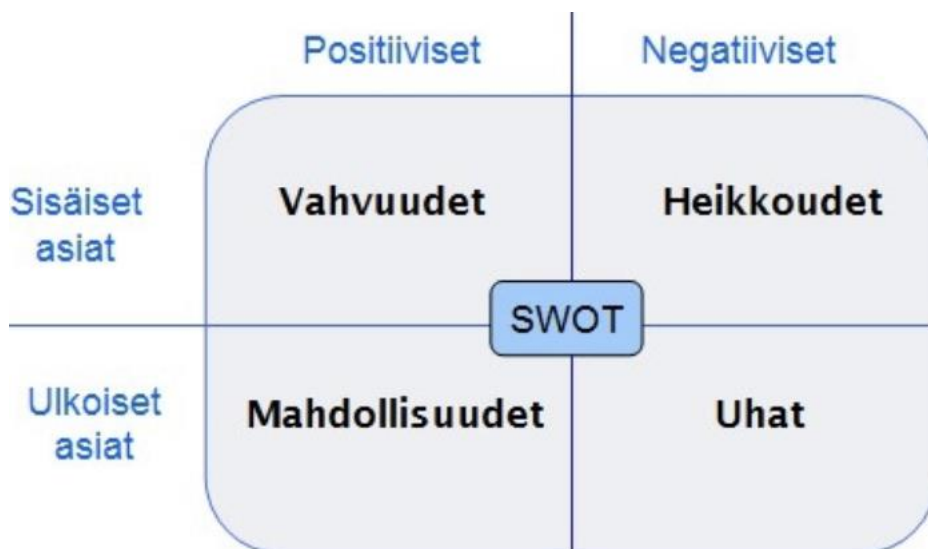 Positiiviset
Negatiiviset
Sisäiset
asiat
Vahvuudet
Heikkoudet
SWOT
Ulkoiset
asiat
Mahdollisuudet
Uhat